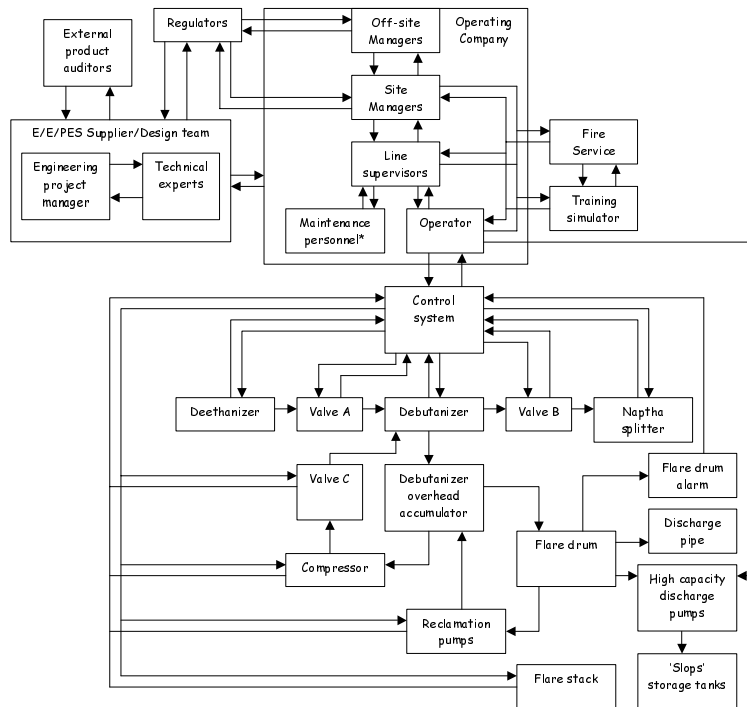 Regulators
Off-site
Managers
Operating
Company
External
product
auditors
Site
Managers
E/E/PES Supplier/Design team
Engineering
project
manager
Technical
experts
Line
supervisors
Fire
Service
Training
simulator
Maintenance
personnel*
Operator
Control
system
Deethanizer
Valve A
Debutanizer
Valve B
Naptha
splitter
Valve C
Debutanizer
overhead
accumulator
Flare drum
alarm
Discharge
pipe
Compressor
Flare drum
High capacity
discharge
pumps
Reclamation
pumps
Flare stack
'Slops'
storage tanks